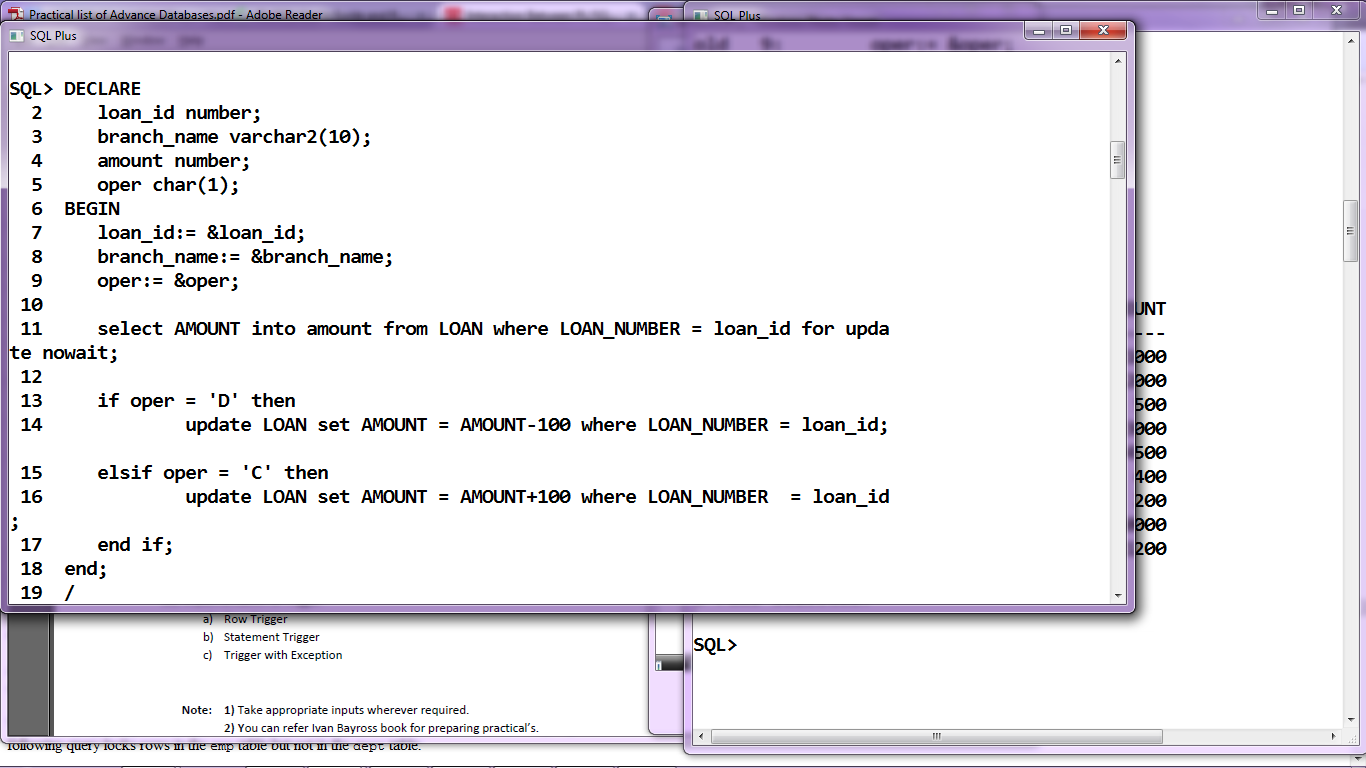 Practical list of Advance Databases.pdf - Adobe Reader
SQL Plus
SQL Plus
old 9: oper:= &oper;
SQL> DECLARE
2 loan_id number;
3 branch_name varchar2(10);
4 amount number;
5 oper char(1);
6 BEGIN
7 loan_id:= &loan_id;
8 branch_name:= &branch_name;
9 oper:= &oper;
10
11 select AMOUNT into amount from LOAN where LOAN_NUMBER = loan_id for upda
te nowait;
12
13 if oper = 'D' then
14 update LOAN set AMOUNT = AMOUNT-100 where LOAN_NUMBER = loan_id;
15 elsif oper = 'C' then
16 update LOAN set AMOUNT = AMOUNT+100 where LOAN_NUMBER  = loan_id
;
17 end if;
18 end;
19 /
UNT
---
000
000
500
000
500
400
200
000
200
SQL>
a) Row Trigger
b) Statement Trigger
c) Trigger with Exception
Note: 1) Take appropriate inputs wherever required.
2) You can refer Ivan Bayross book for preparing practical's.
following query locks rows in the emp table but not in the dept table.